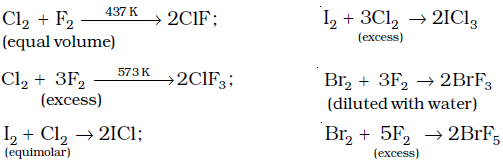 Cl₂ + F₂ —437 K→ 2ClF;
(equal volume)
Cl₂ + 3F₂ —573 K→ 2ClF₃;
(excess)
I₂ + Cl₂ → 2ICl;
(equimolar)
I₂ + 3Cl₂ → 2ICl₃
(excess)
Br₂ + 3F₂ → 2BrF₃
(diluted with water)
Br₂ + 5F₂ → 2BrF₅
(excess)